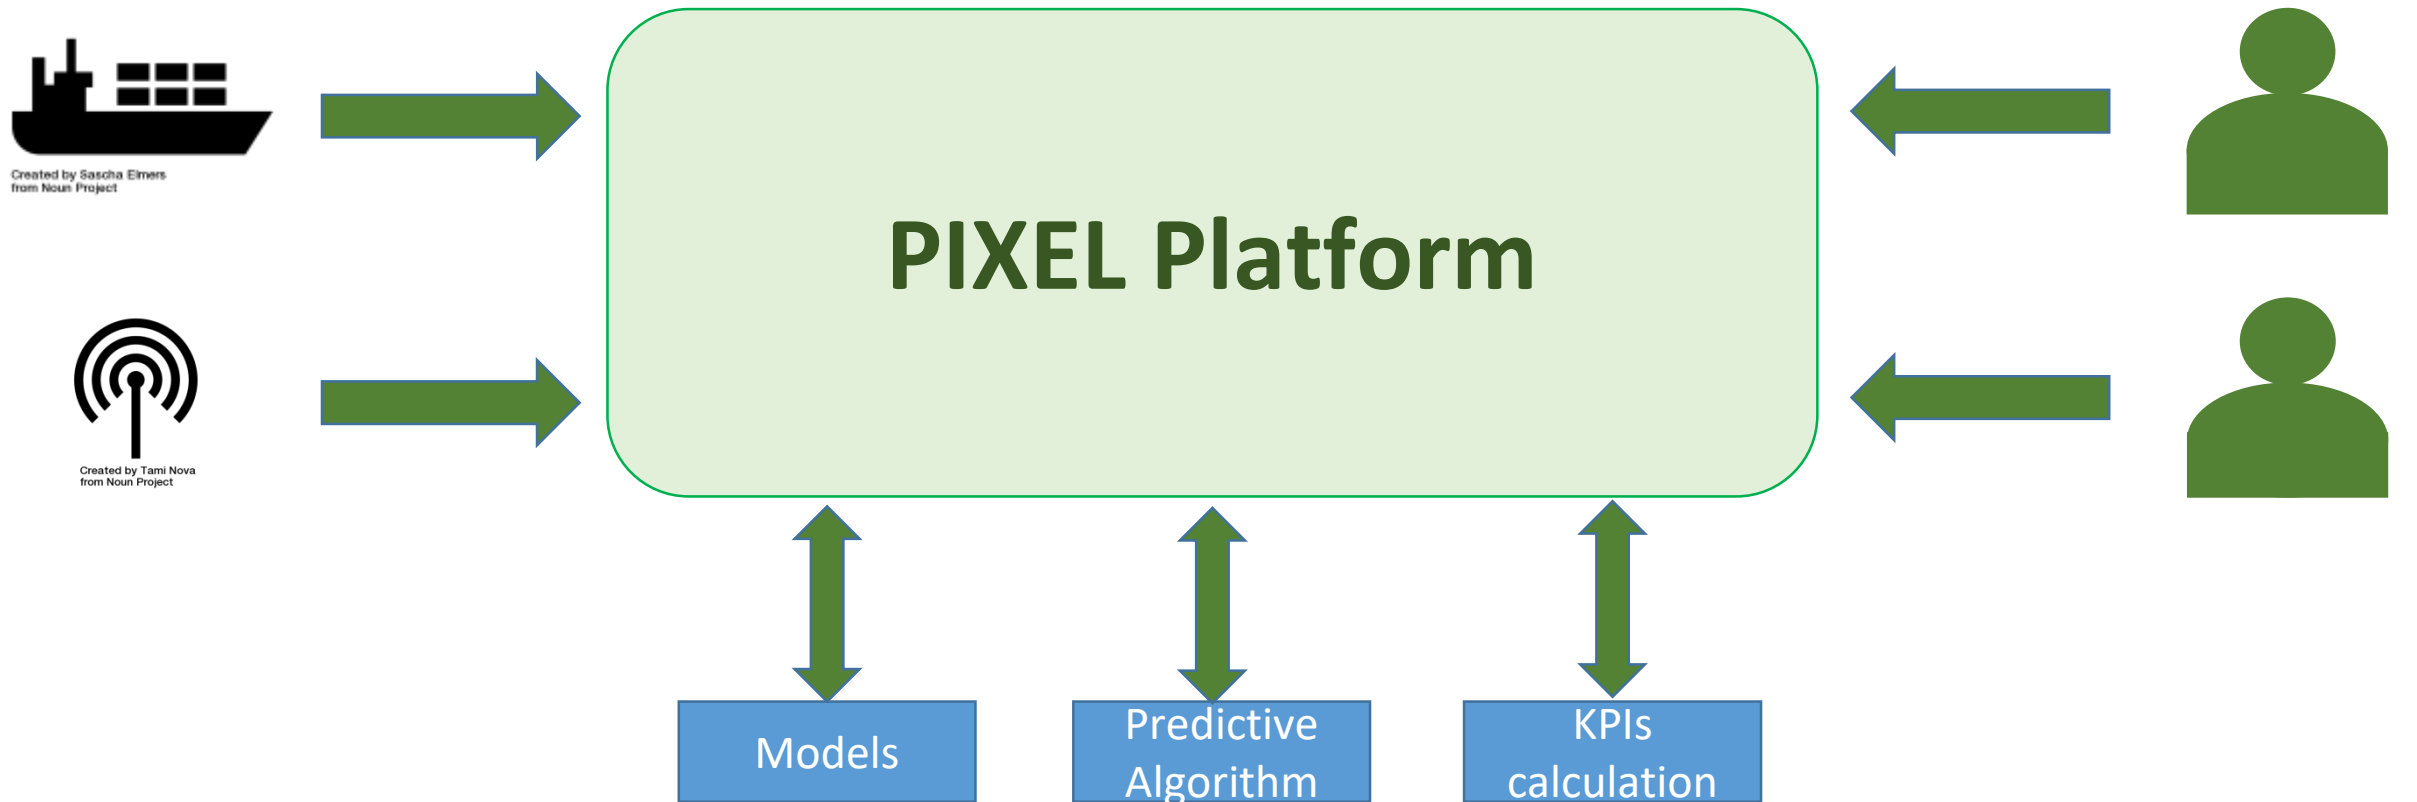 Created by Sascha Elmers
from Noun Project
PIXEL Platform
Created by Tami Nova
from Noun Project
Models
Predictive
Algorithm
KPIs
calculation